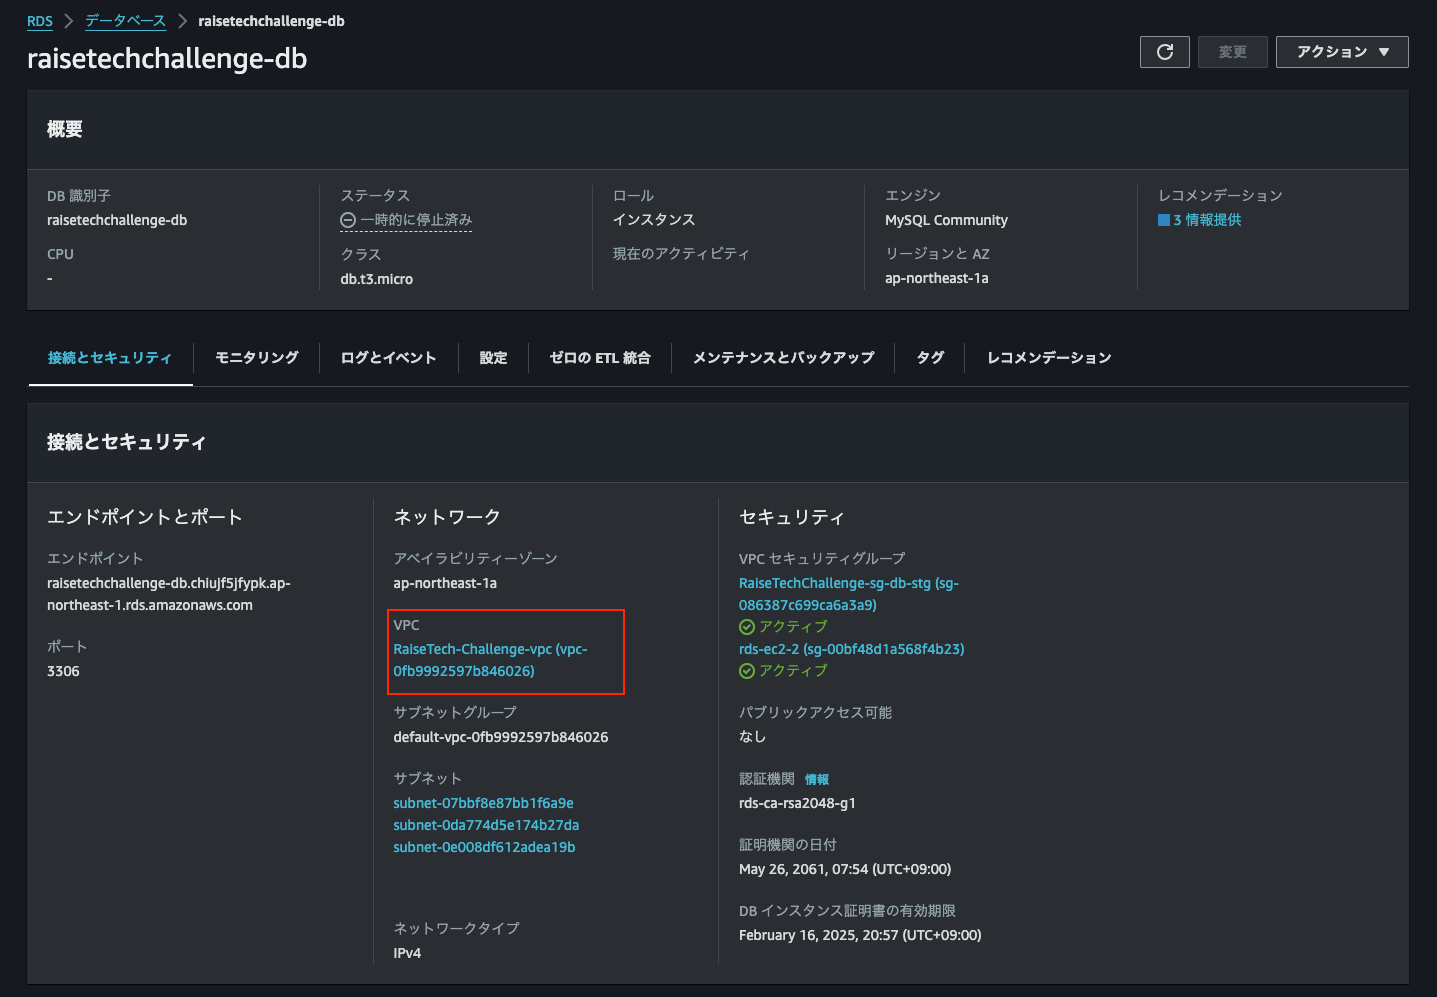 RDS
データベース
raisetechchallenge-db
raisetechchallenge-db
変更
アクション
概要
DB 識別子
raisetechchallenge-db
CPU
-
ステータス
一時的に停止済み
クラス
db.t3.micro
ロール
インスタンス
現在のアクティビティ
エンジン
MySQL Community
リージョンと AZ
ap-northeast-1a
レコメンデーション
3 情報提供
接続とセキュリティ
モニタリング
ログとイベント
設定
ゼロの ETL 統合
メンテナンスとバックアップ
タグ
レコメンデーション
接続とセキュリティ
エンドポイントとポート
エンドポイント
raisetechchallenge-db.chiujf5jfypk.ap-
northeast-1.rds.amazonaws.com
ポート
3306
ネットワーク
アベイラビリティーゾーン
ap-northeast-1a
VPC
RaiseTech-Challenge-vpc (vpc-
0fb9992597b846026)
サブネットグループ
default-vpc-0fb9992597b846026
サブネット
subnet-07bbf8e87bb1f6a9e
subnet-0da774d5e174b27da
subnet-0e008df612adea19b
ネットワークタイプ
IPv4
セキュリティ
VPC セキュリティグループ
RaiseTechChallenge-sg-db-stg (sg-
086387c699ca6a3a9)
アクティブ
rds-ec2-2 (sg-00bf48d1a568f4b23)
アクティブ
パブリックアクセス可能
なし
認証機関 情報
rds-ca-rsa2048-g1
証明機関の日付
May 26, 2061, 07:54 (UTC+09:00)
DB インスタンス証明書の有効期限
February 16, 2025, 20:57 (UTC+09:00)